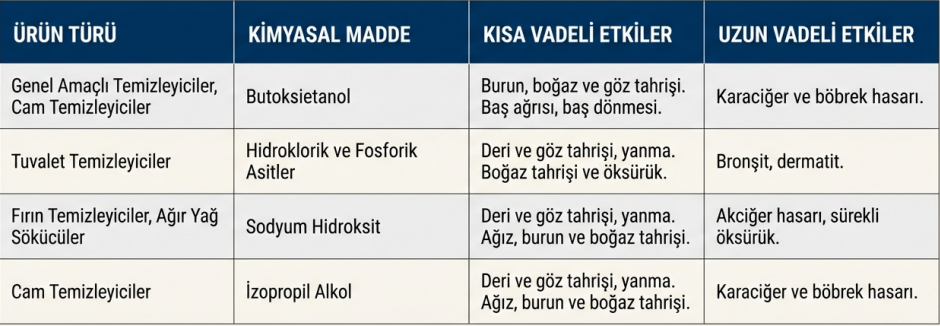 ÜRÜN TÜRÜ
KİMYASAL MADDE
KISA VADELİ ETKİLER
UZUN VADELİ ETKİLER
Genel Amaçlı Temizleyiciler,
Cam Temizleyiciler
Butoksietanol
Burun, boğaz ve göz tahrişi.
Baş ağrısı, baş dönmesi.
Karaciğer ve böbrek hasarı.
Tuvalet Temizleyiciler
Hidroklorik ve Fosforik
Asitler
Deri ve göz tahrişi, yanma.
Boğaz tahrişi ve öksürük.
Bronşit, dermatit.
Fırın Temizleyiciler, Ağır Yağ
Sökücüler
Sodyum Hidroksit
Deri ve göz tahrişi, yanma.
Ağız, burun ve boğaz tahrişi.
Akciğer hasarı, sürekli
öksürük.
Cam Temizleyiciler
İzopropil Alkol
Deri ve göz tahrişi, yanma.
Ağız, burun ve boğaz tahrişi.
Karaciğer ve böbrek hasarı.